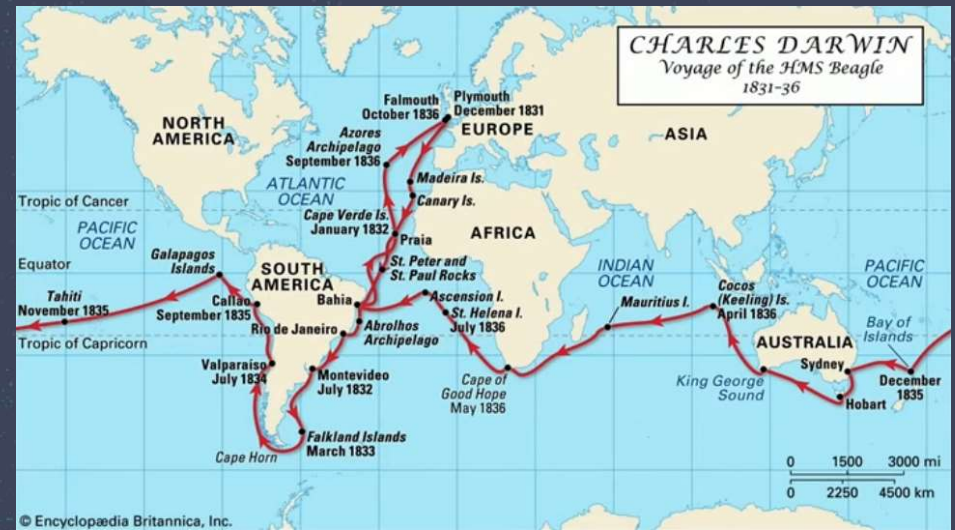 CHARLES DARWIN
Voyage of the HMS Beagle
1831-36
NORTH
AMERICA
Falmouth
October 1836
Plymouth
December 1831
EUROPE
ASIA
Azores
Archipelago
September 1836
ATLANTIC
OCEAN
Madeira Is.
Canary Is.
Tropic of Cancer
Cape Verde Is.
January 1832
Praia
AFRICA
PACIFIC
OCEAN
Equator
Galapagos
Islands
SOUTH
AMERICA
St. Peter and
St. Paul Rocks
INDIAN
OCEAN
PACIFIC
OCEAN
Tahiti
November 1835
Callao
September 1835
Bahia
Ascension I.
St. Helena I.
July 1836
Mauritius I.
Cocos
(Keeling) Is.
April 1836
Rio de Janeiro
Abrolhos
Archipelago
Bay of
Islands
Tropic of Capricorn
AUSTRALIA
Valparaiso
July 1834
Montevideo
July 1832
Cape of
Good Hope
May 1836
King George
Sound
Sydney
December
1835
Hobart
Falkland Islands
March 1833
Cape Horn
0 1500 3000 mi
0 2250 4500 km
© Encyclopædia Britannica, Inc.